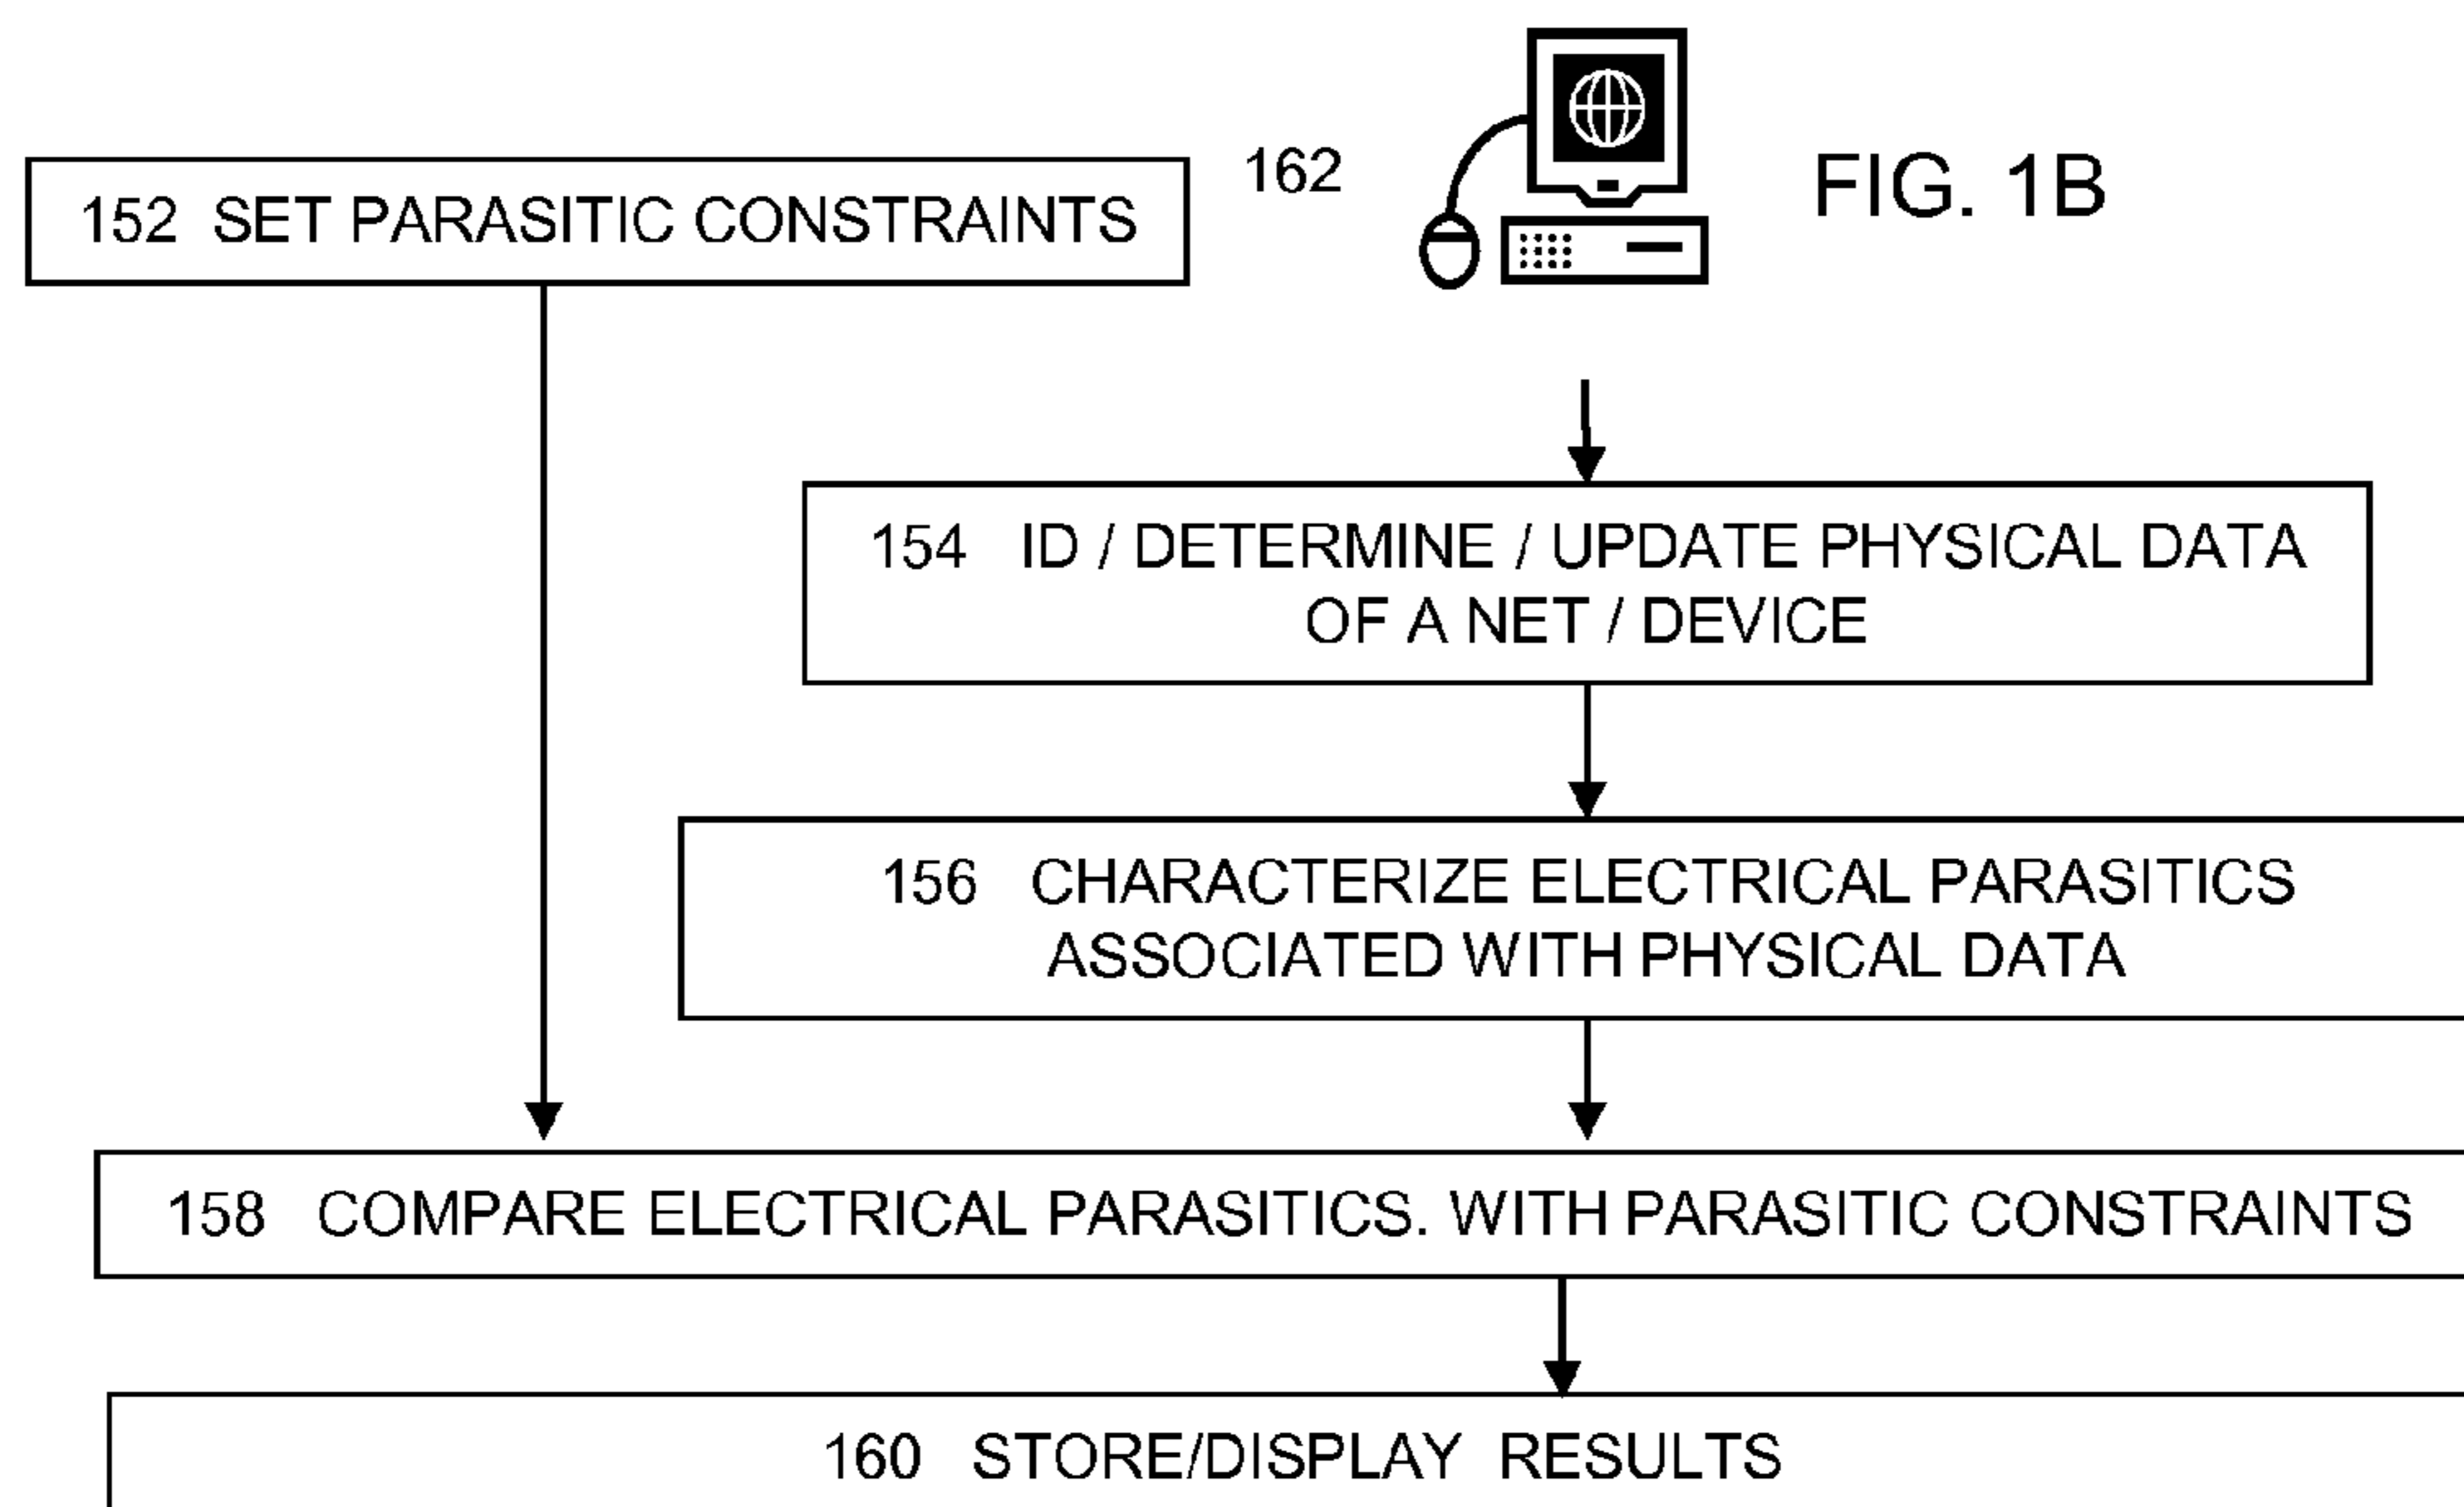 162
FIG. 1B
152 SET PARASITIC CONSTRAINTS
154 ID / DETERMINE / UPDATE PHYSICAL DATA
OF A NET / DEVICE
156 CHARACTERIZE ELECTRICAL PARASITICS
ASSOCIATED WITH PHYSICAL DATA
158 COMPARE ELECTRICAL PARASITICS. WITH PARASITIC CONSTRAINTS
160 STORE/DISPLAY RESULTS